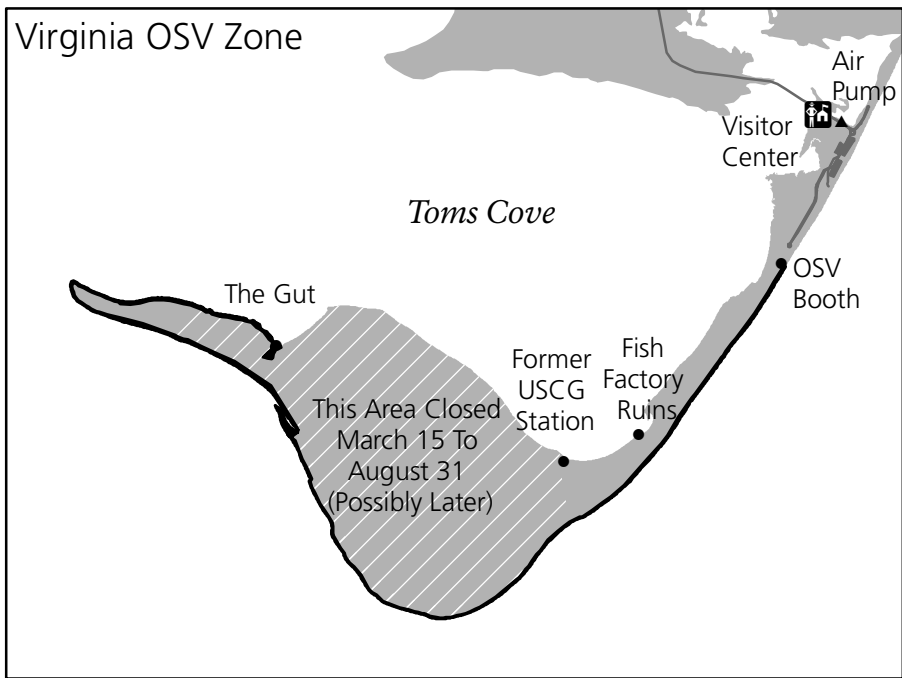 Virginia OSV Zone
Air
Pump
Visitor
Center
Toms Cove
OSV
Booth
The Gut
Former
USCG
Station
Fish
Factory
Ruins
This Area Closed
March 15 To
August 31
(Possibly Later)